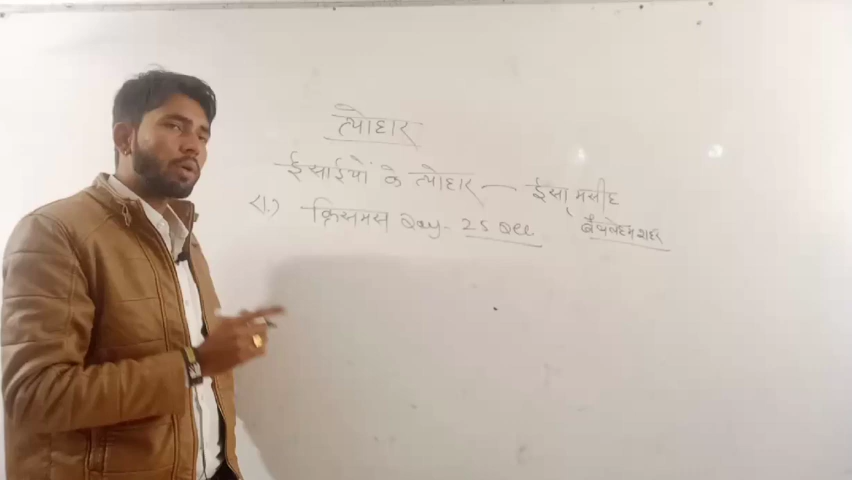 त्योहार
ईसाईयों के त्योहार — ईसा मसीह
1.) क्रिसमस Day - 25 Dec बैथलेहम शहर